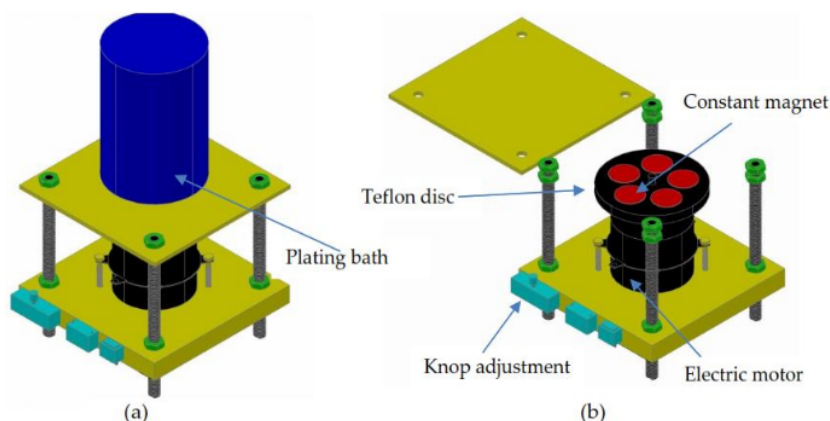 Plating bath
(a)
Constant magnet
Teflon disc
Knop adjustment
Electric motor
(b)